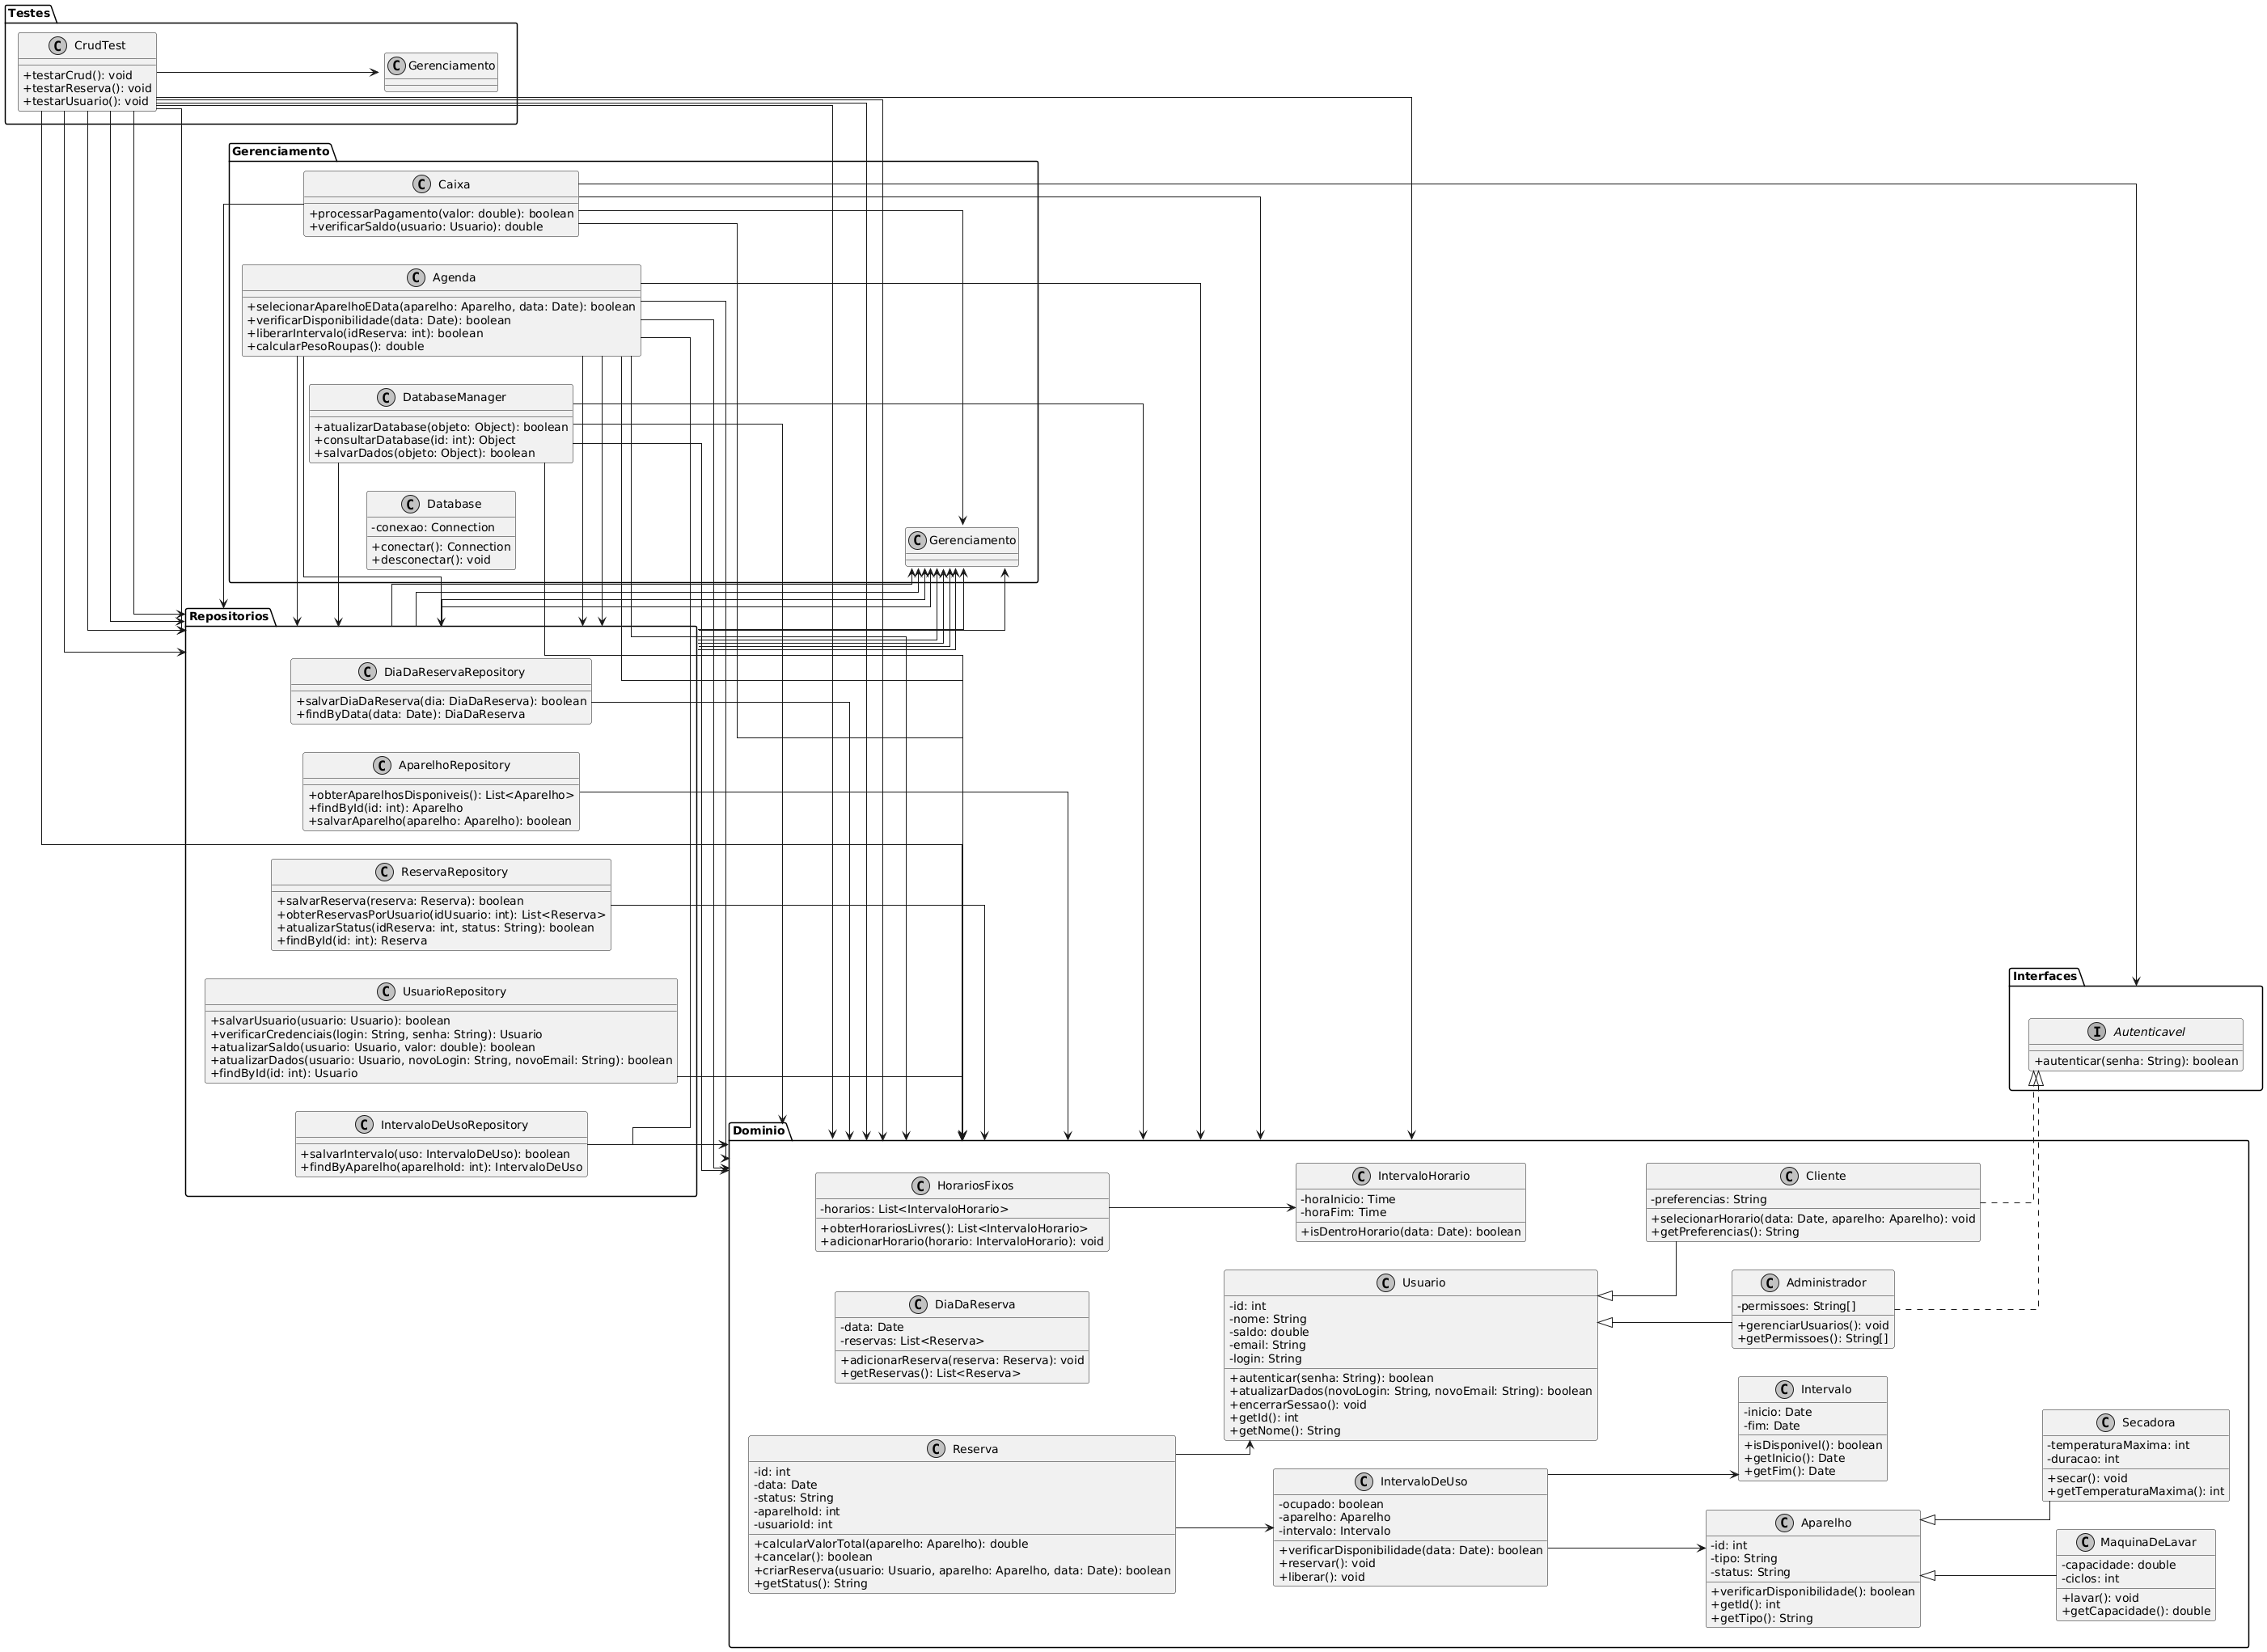 Testes
CrudTest
+testarCrud(): void
+testarReserva(): void
+testarUsuario(): void
Gerenciamento
Gerenciamento
Caixa
+processarPagamento(valor: double): boolean
+verificarSaldo(usuario: Usuario): double
Agenda
+selecionarAparelhoEData(aparelho: Aparelho, data: Date): boolean
+verificarDisponibilidade(data: Date): boolean
+liberarIntervalo(idReserva: int): boolean
+calcularPesoRoupas(): double
DatabaseManager
+atualizarDatabase(objeto: Object): boolean
+consultarDatabase(id: int): Object
+salvarDados(objeto: Object): boolean
Database
-conexao: Connection
+conectar(): Connection
+desconectar(): void
Gerenciamento
Repositorios
DiaDaReservaRepository
+salvarDiaDaReserva(dia: DiaDaReserva): boolean
+findByData(data: Date): DiaDaReserva
AparelhoRepository
+obterAparelhosDisponiveis(): List<Aparelho>
+findById(id: int): Aparelho
+salvarAparelho(aparelho: Aparelho): boolean
ReservaRepository
+salvarReserva(reserva: Reserva): boolean
+obterReservasPorUsuario(idUsuario: int): List<Reserva>
+atualizarStatus(idReserva: int, status: String): boolean
+findById(id: int): Reserva
UsuarioRepository
+salvarUsuario(usuario: Usuario): boolean
+verificarCredenciais(login: String, senha: String): Usuario
+atualizarSaldo(usuario: Usuario, valor: double): boolean
+atualizarDados(usuario: Usuario, novoLogin: String, novoEmail: String): boolean
+findById(id: int): Usuario
IntervaloDeUsoRepository
+salvarIntervalo(uso: IntervaloDeUso): boolean
+findByAparelho(aparelhoId: int): IntervaloDeUso
Interfaces
Autenticavel
+autenticar(senha: String): boolean
Dominio
HorariosFixos
-horarios: List<IntervaloHorario>
+obterHorariosLivres(): List<IntervaloHorario>
+adicionarHorario(horario: IntervaloHorario): void
IntervaloHorario
-horaInicio: Time
-horaFim: Time
+isDentroHorario(data: Date): boolean
Cliente
-preferencias: String
+selecionarHorario(data: Date, aparelho: Aparelho): void
+getPreferencias(): String
DiaDaReserva
-data: Date
-reservas: List<Reserva>
+adicionarReserva(reserva: Reserva): void
+getReservas(): List<Reserva>
Usuario
-id: int
-nome: String
-saldo: double
-email: String
-login: String
+autenticar(senha: String): boolean
+atualizarDados(novoLogin: String, novoEmail: String): boolean
+encerrarSessao(): void
+getId(): int
+getNome(): String
Administrador
-permissoes: String[]
+gerenciarUsuarios(): void
+getPermissoes(): String[]
Intervalo
-inicio: Date
-fim: Date
+isDisponivel(): boolean
+getInicio(): Date
+getFim(): Date
Secadora
-temperaturaMaxima: int
-duracao: int
+secar(): void
+getTemperaturaMaxima(): int
Reserva
-id: int
-data: Date
-status: String
-aparelhoId: int
-usuarioId: int
+calcularValorTotal(aparelho: Aparelho): double
+cancelar(): boolean
+criarReserva(usuario: Usuario, aparelho: Aparelho, data: Date): boolean
+getStatus(): String
IntervaloDeUso
-ocupado: boolean
-aparelho: Aparelho
-intervalo: Intervalo
+verificarDisponibilidade(data: Date): boolean
+reservar(): void
+liberar(): void
Aparelho
-id: int
-tipo: String
-status: String
+verificarDisponibilidade(): boolean
+getId(): int
+getTipo(): String
MaquinaDeLavar
-capacidade: double
-ciclos: int
+lavar(): void
+getCapacidade(): double